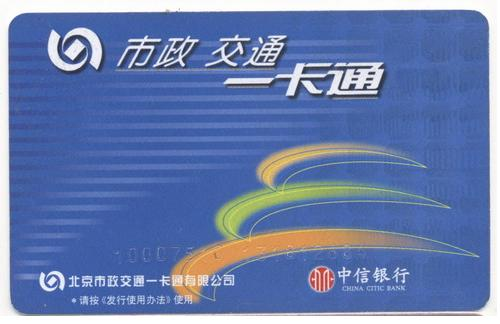 市政 交通
一卡通
北京市政交通一卡通有限公司
*请按《发行使用办法》使用
中信银行
CHINA CITIC BANK